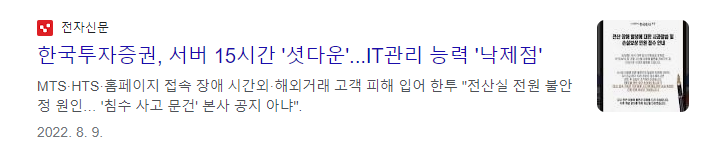 전자신문
한국투자증권, 서버 15시간 '셧다운'...IT관리 능력 '낙제점'
MTS·HTS·홈페이지 접속 장애 시간외·해외거래 고객 피해 입어 한투 "전산실 전원 불안
정 원인... '침수 사고 문건' 본사 공지 아냐".
2022. 8. 9.